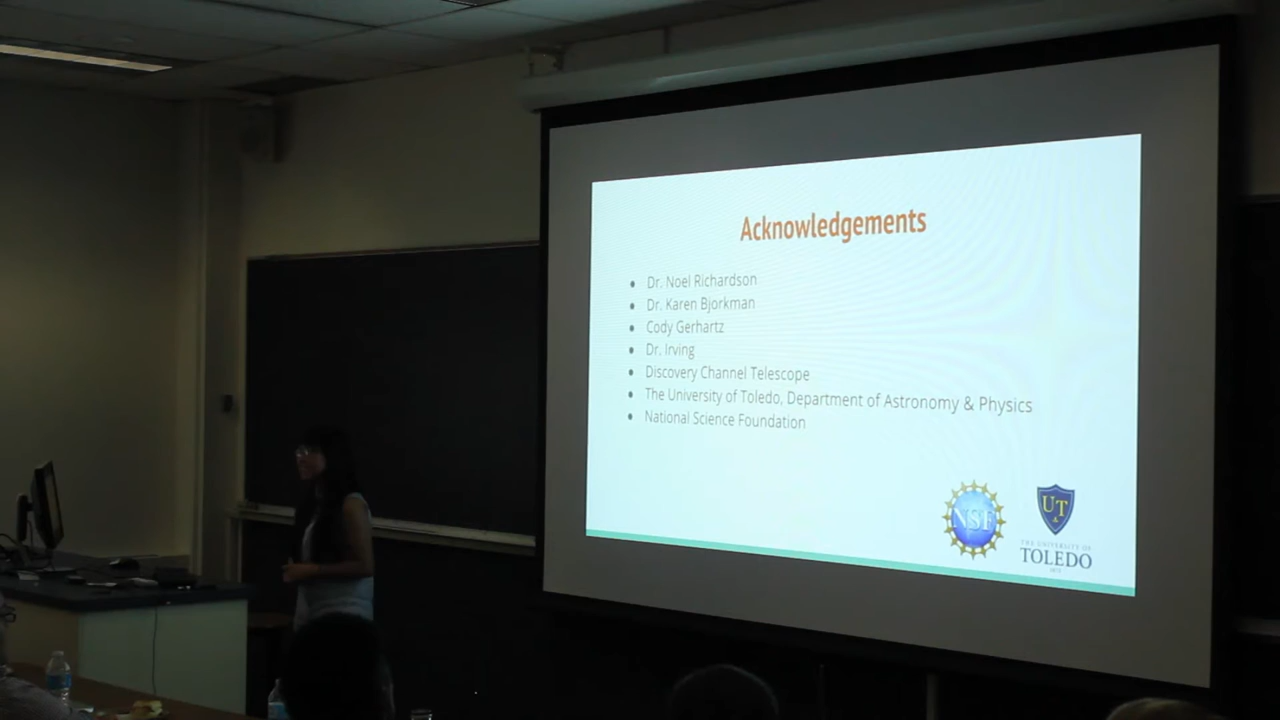 Acknowledgements
Dr. Noel Richardson
Dr. Karen Bjorkman
Cody Gerhartz
Dr. Irving
Discovery Channel Telescope
The University of Toledo, Department of Astronomy & Physics
National Science Foundation
NSF
UT
THE UNIVERSITY OF
TOLEDO
1872